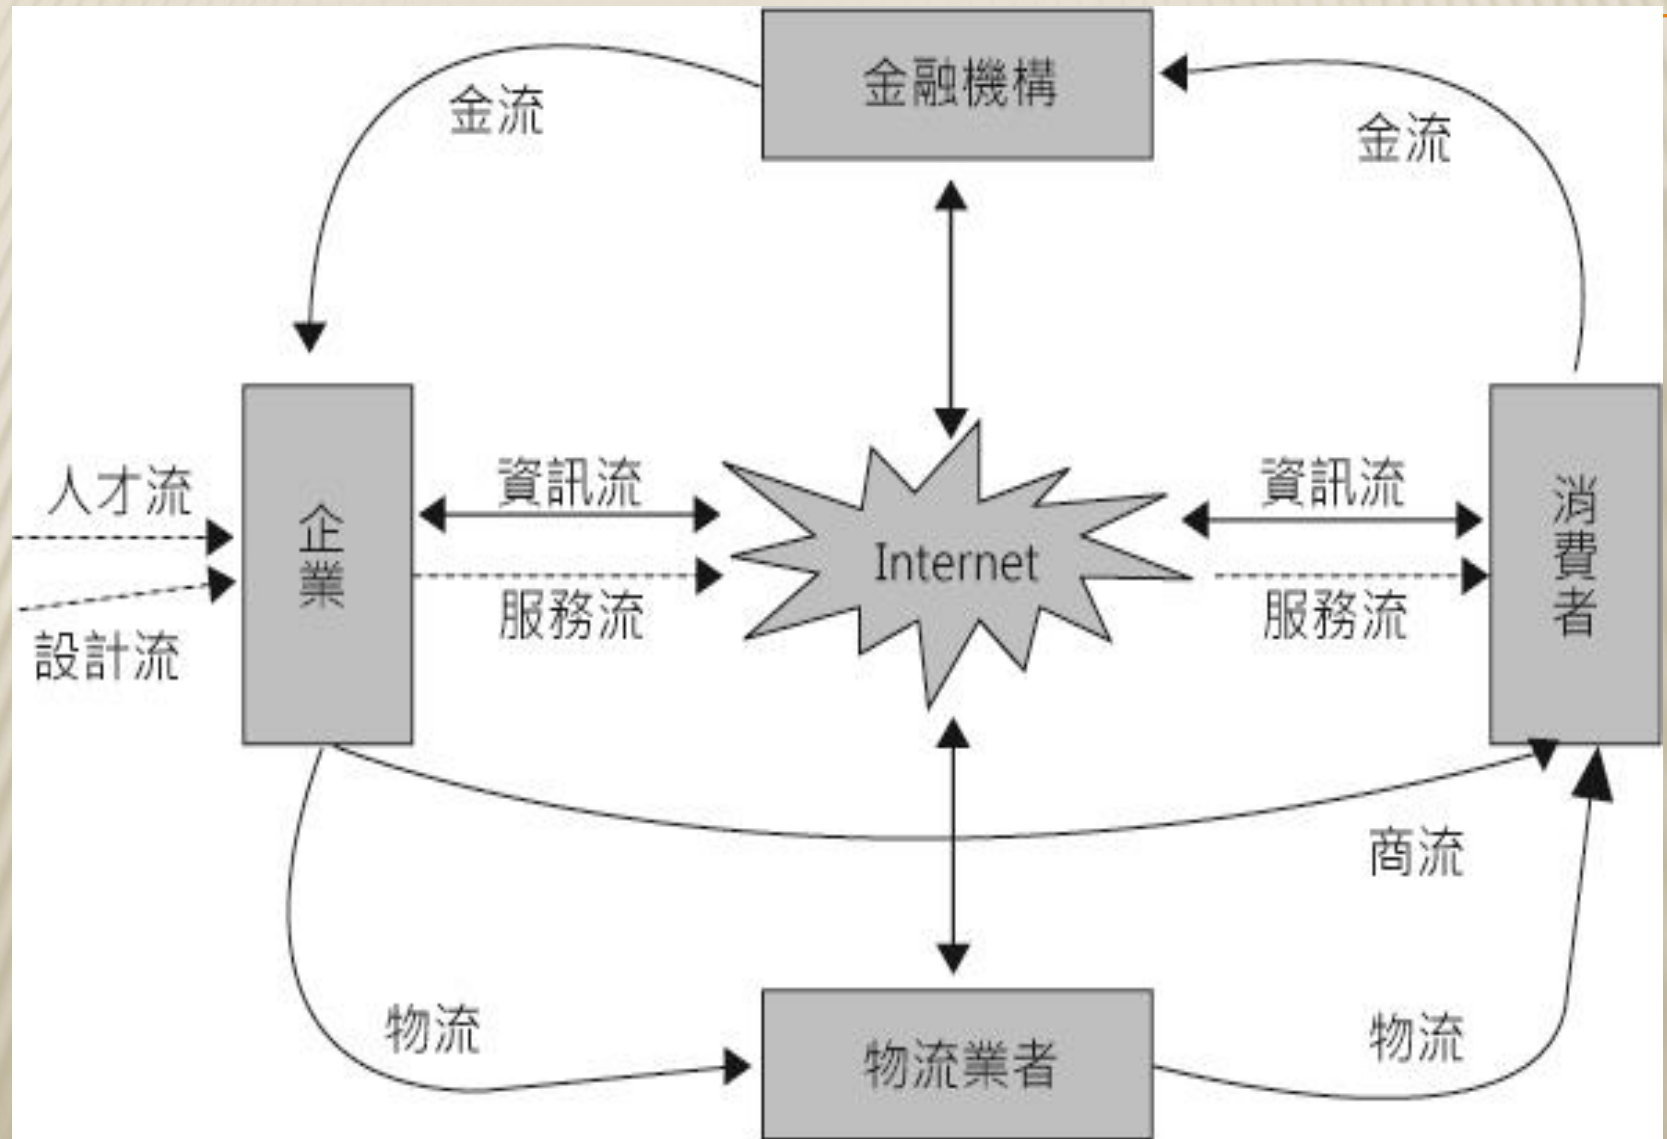 金融機構
金流
金流
人才流
資訊流
資訊流
企業
Internet
消費者
服務流
服務流
設計流
商流
物流
物流業者
物流